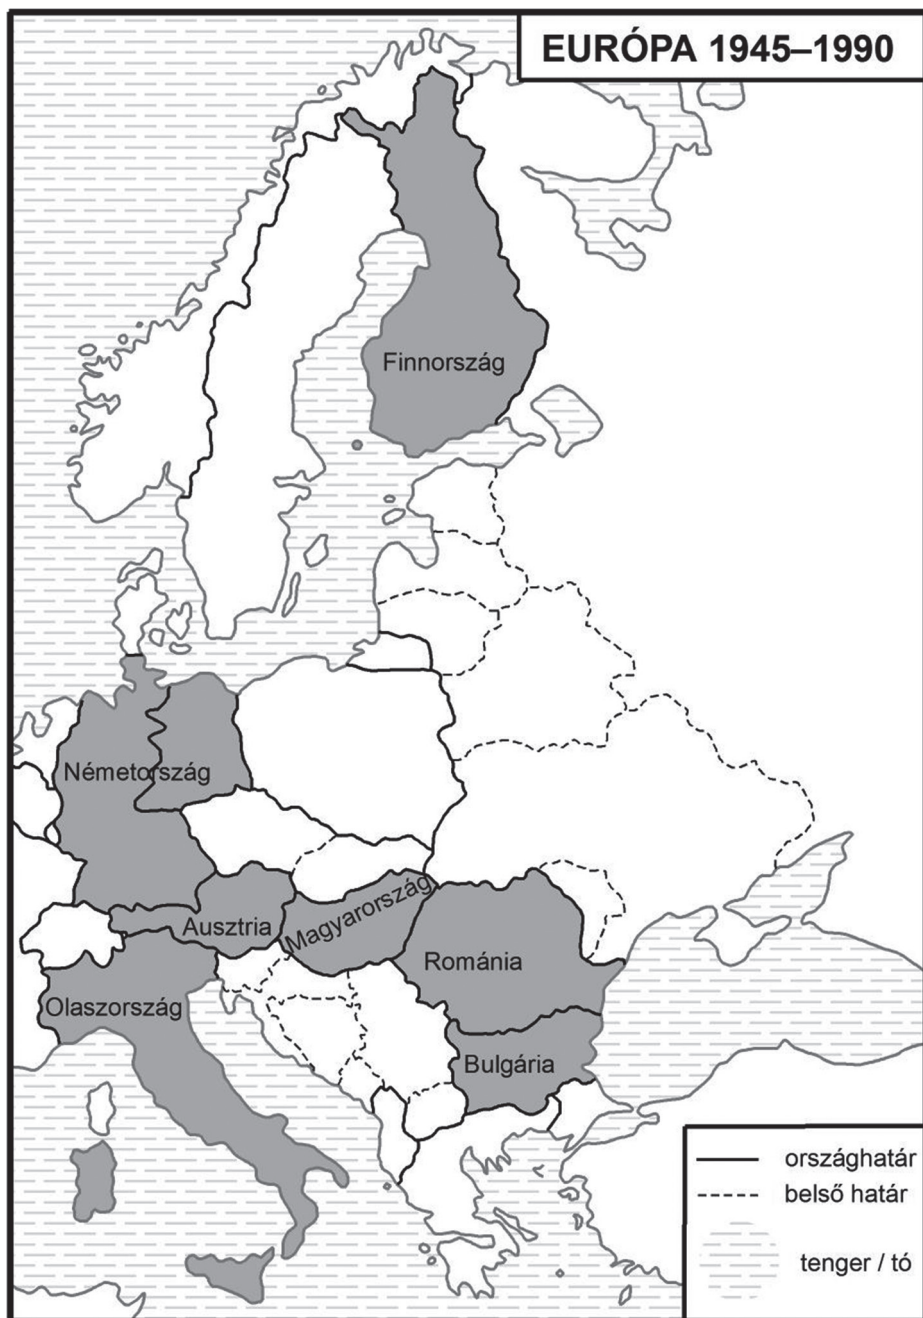 EURÓPA 1945–1990
Finnország
Németország
Ausztria
Magyarország
Románia
Olaszország
Bulgária
országhatár
belső határ
tenger / tó